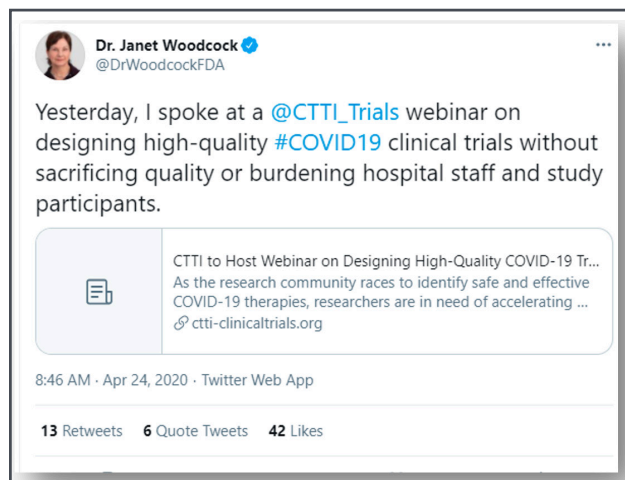 Dr. Janet Woodcock
@DrWoodcockFDA
Yesterday, I spoke at a @CTTI_Trials webinar on
designing high-quality #COVID19 clinical trials without
sacrificing quality or burdening hospital staff and study
participants.
CTTI to Host Webinar on Designing High-Quality COVID-19 Tr...
As the research community races to identify safe and effective
COVID-19 therapies, researchers are in need of accelerating ...
ctti-clinicaltrials.org
8:46 AM · Apr 24, 2020 · Twitter Web App
13 Retweets 6 Quote Tweets 42 Likes